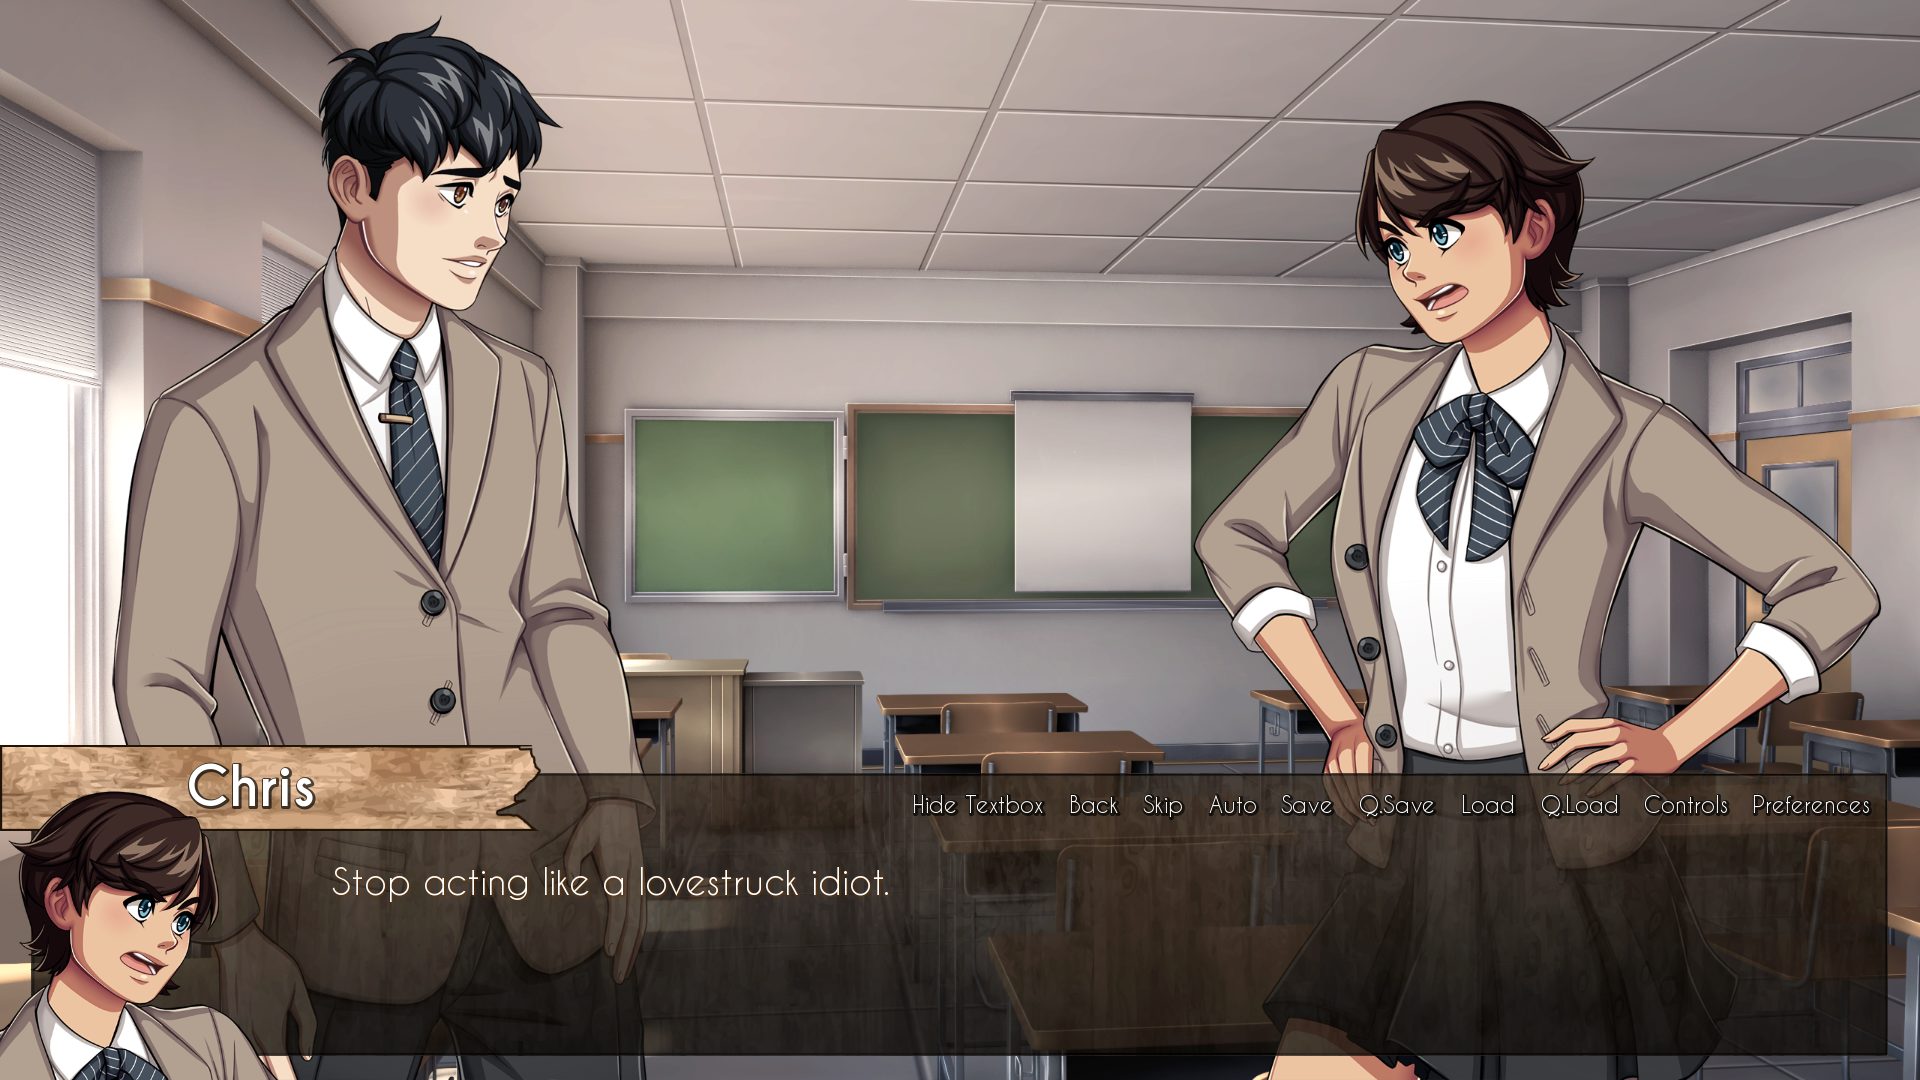 Chris
Hide Textbox Back Skip Auto Save Q.Save Load Q.Load Controls Preferences
Stop acting like a lovestruck idiot.